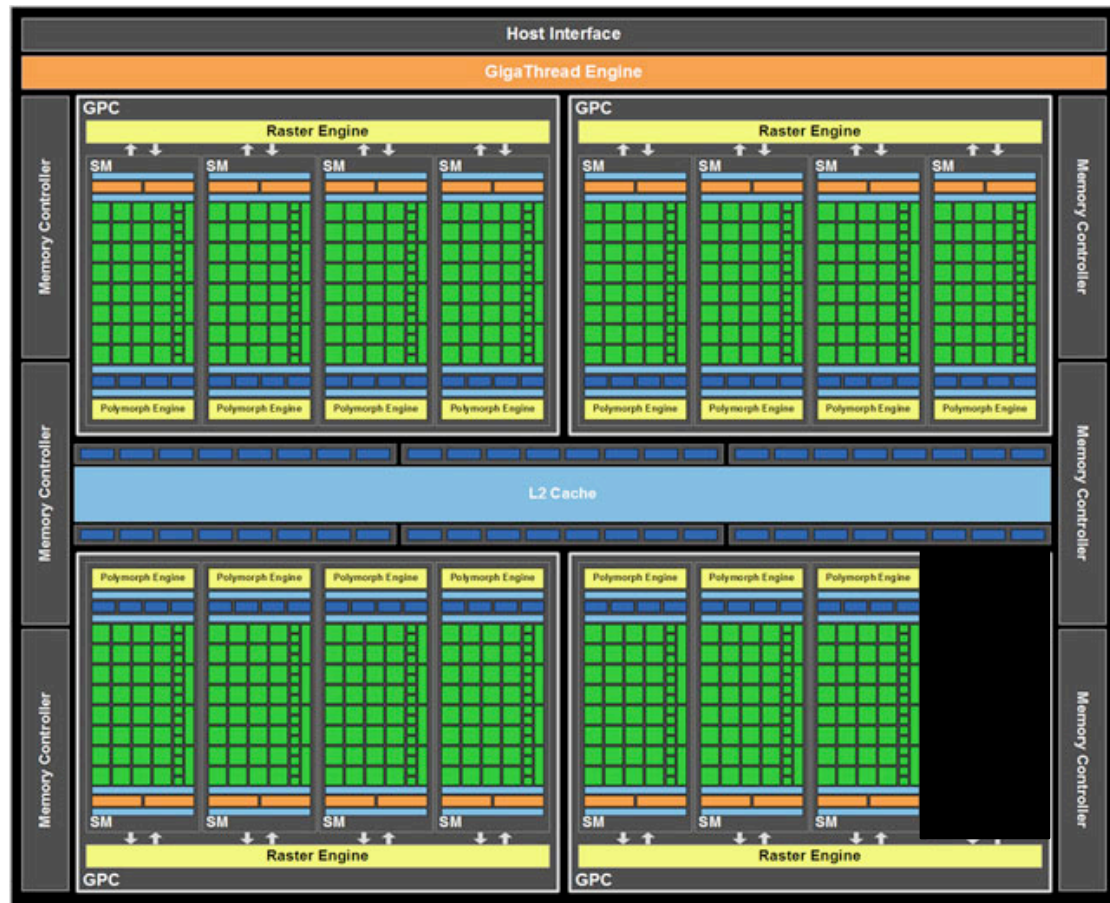 Host Interface
GigaThread Engine
Memory Controller
Memory Controller
Memory Controller
GPC
Raster Engine
SM SM SM SM
Polymorph Engine Polymorph Engine Polymorph Engine Polymorph Engine
GPC
Raster Engine
SM SM SM SM
Polymorph Engine Polymorph Engine Polymorph Engine Polymorph Engine
L2 Cache
Polymorph Engine Polymorph Engine Polymorph Engine Polymorph Engine
SM SM SM SM
Raster Engine
GPC
Polymorph Engine Polymorph Engine Polymorph Engine
SM SM SM
Raster Engine
GPC
Memory Controller
Memory Controller
Memory Controller